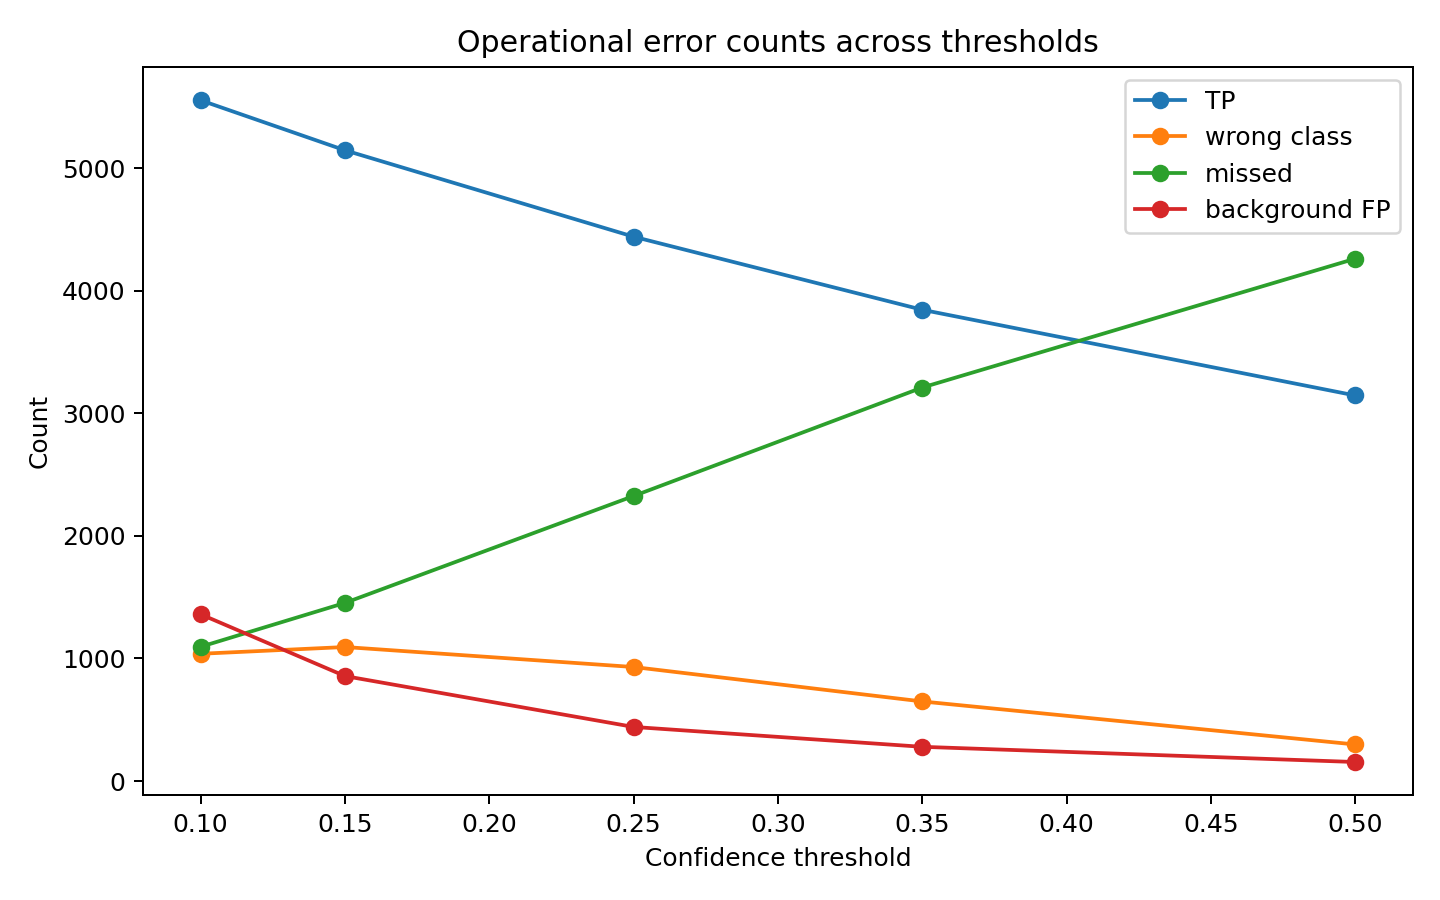 Operational error counts across thresholds
TP
wrong class
missed
background FP
5000
4000
3000
2000
1000
0
Count
0.10 0.15 0.20 0.25 0.30 0.35 0.40 0.45 0.50
Confidence threshold